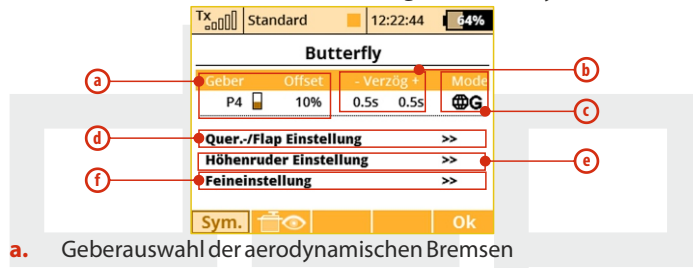 Tx Standard 12:22:44 64%
Butterfly
Geber Offset - Verzög + Mode
P4 10% 0.5s 0.5s G
Quer.-/Flap Einstellung >>
Höhenruder Einstellung >>
Feineinstellung >>
Sym. Ok
a
b
c
d
e
f
a. Geberauswahl der aerodynamischen Bremsen